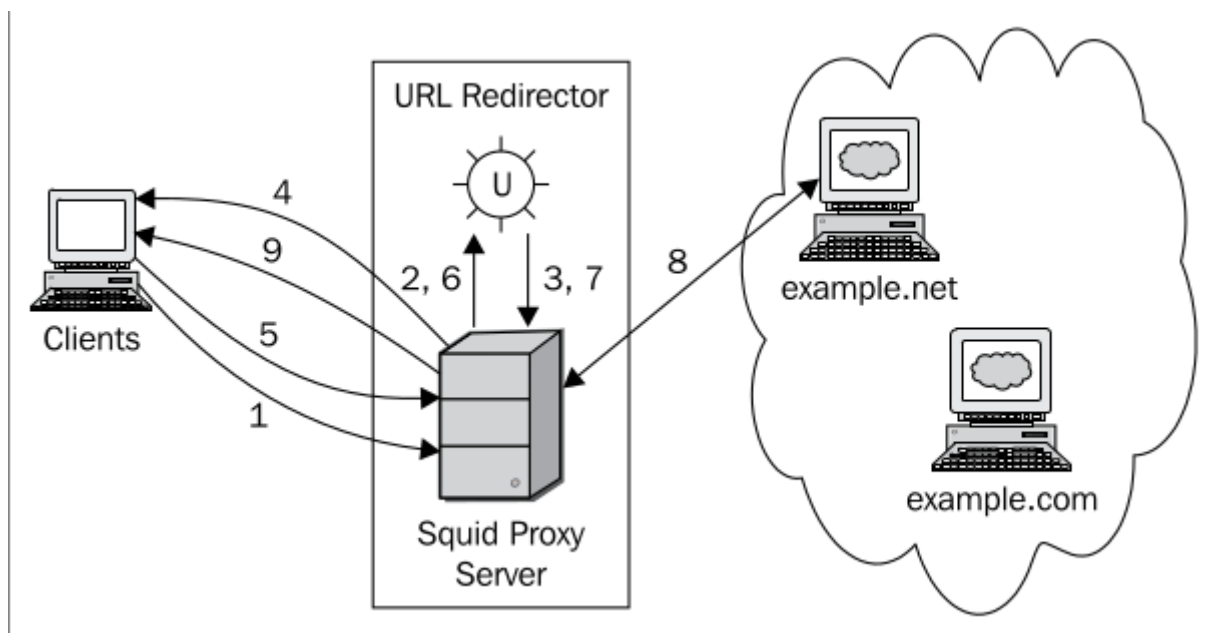 URL Redirector
U
4
9
2, 6
3, 7
8
example.net
Clients
5
1
example.com
Squid Proxy
Server